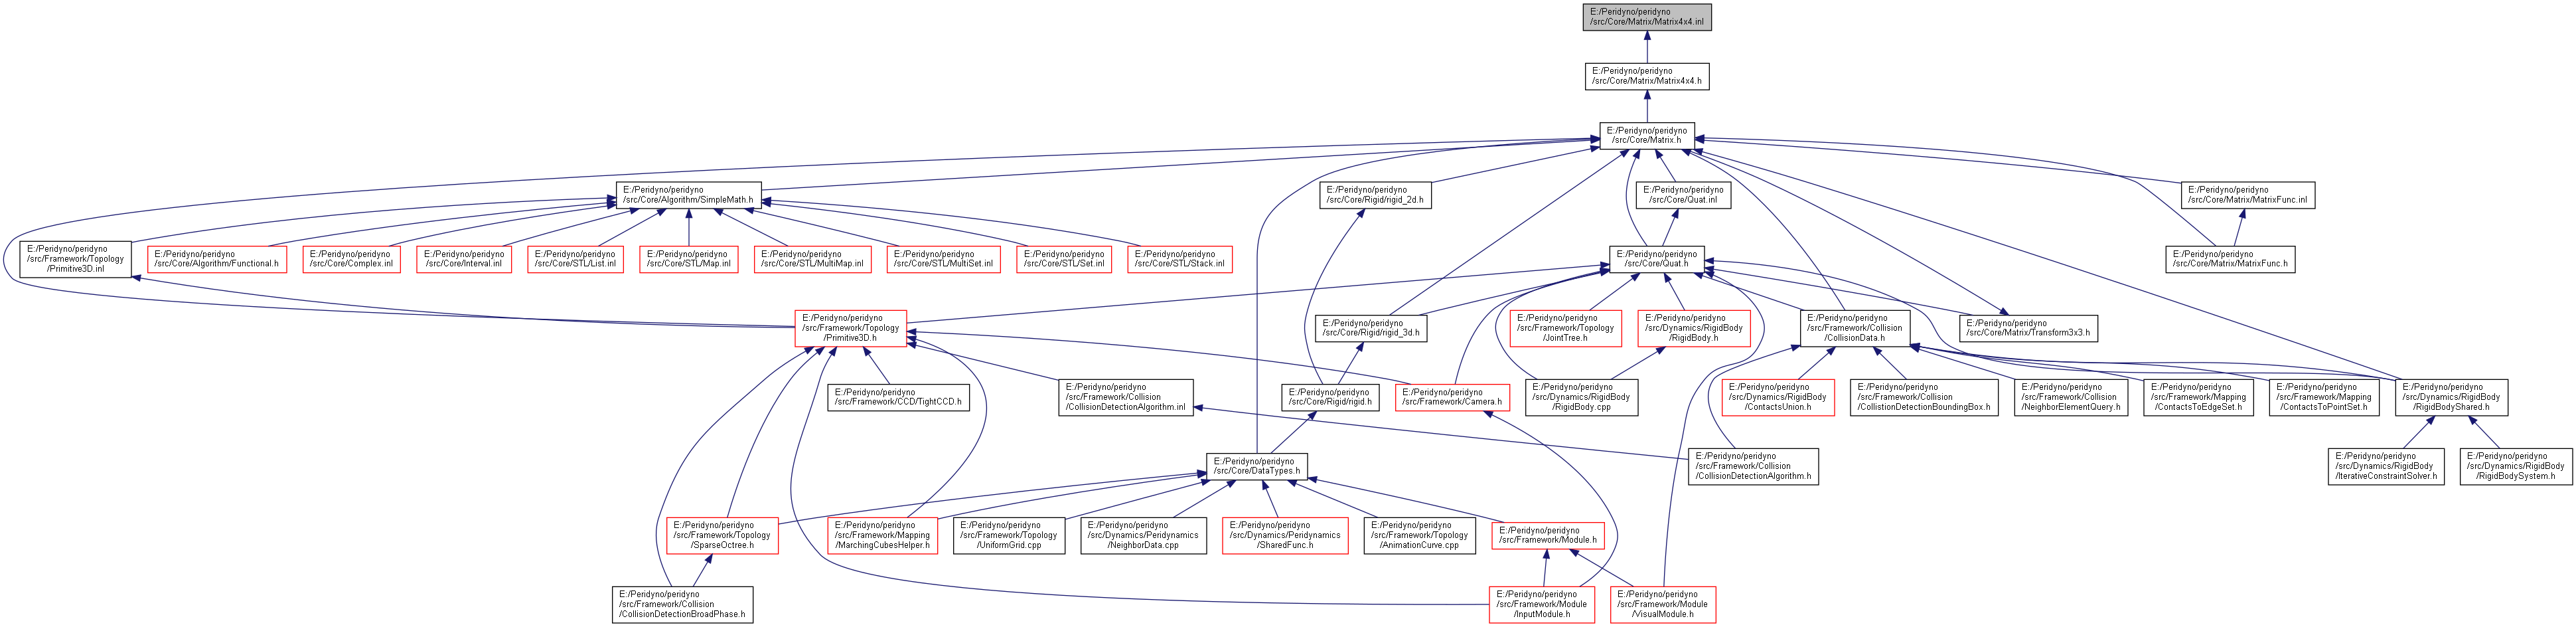 E:/Peridyno/peridyno
/src/Core/Matrix/Matrix4x4.inl
E:/Peridyno/peridyno
/src/Core/Matrix/Matrix4x4.h
E:/Peridyno/peridyno
/src/Core/Matrix.h
E:/Peridyno/peridyno
/src/Core/Algorithm/SimpleMath.h
E:/Peridyno/peridyno
/src/Core/Rigid/rigid_2d.h
E:/Peridyno/peridyno
/src/Core/Quat.inl
E:/Peridyno/peridyno
/src/Core/Matrix/MatrixFunc.inl
E:/Peridyno/peridyno
/src/Framework/Topology
/Primitive3D.inl
E:/Peridyno/peridyno
/src/Core/Algorithm/Functional.h
E:/Peridyno/peridyno
/src/Core/Complex.inl
E:/Peridyno/peridyno
/src/Core/Interval.inl
E:/Peridyno/peridyno
/src/Core/STL/List.inl
E:/Peridyno/peridyno
/src/Core/STL/Map.inl
E:/Peridyno/peridyno
/src/Core/STL/MultiMap.inl
E:/Peridyno/peridyno
/src/Core/STL/MultiSet.inl
E:/Peridyno/peridyno
/src/Core/STL/Set.inl
E:/Peridyno/peridyno
/src/Core/STL/Stack.inl
E:/Peridyno/peridyno
/src/Core/Quat.h
E:/Peridyno/peridyno
/src/Core/Matrix/MatrixFunc.h
E:/Peridyno/peridyno
/src/Framework/Topology
/Primitive3D.h
E:/Peridyno/peridyno
/src/Core/Rigid/rigid_3d.h
E:/Peridyno/peridyno
/src/Framework/Topology
/JointTree.h
E:/Peridyno/peridyno
/src/Dynamics/RigidBody
/RigidBody.h
E:/Peridyno/peridyno
/src/Framework/Collision
/CollisionData.h
E:/Peridyno/peridyno
/src/Core/Matrix/Transform3x3.h
E:/Peridyno/peridyno
/src/Framework/CCD/TightCCD.h
E:/Peridyno/peridyno
/src/Framework/Collision
/CollisionDetectionAlgorithm.inl
E:/Peridyno/peridyno
/src/Core/Rigid/rigid.h
E:/Peridyno/peridyno
/src/Framework/Camera.h
E:/Peridyno/peridyno
/src/Dynamics/RigidBody
/RigidBody.cpp
E:/Peridyno/peridyno
/src/Dynamics/RigidBody
/ContactsUnion.h
E:/Peridyno/peridyno
/src/Framework/Collision
/CollistionDetectionBoundingBox.h
E:/Peridyno/peridyno
/src/Framework/Collision
/NeighborElementQuery.h
E:/Peridyno/peridyno
/src/Framework/Mapping
/ContactsToEdgeSet.h
E:/Peridyno/peridyno
/src/Framework/Mapping
/ContactsToPointSet.h
E:/Peridyno/peridyno
/src/Dynamics/RigidBody
/RigidBodyShared.h
E:/Peridyno/peridyno
/src/Core/DataTypes.h
E:/Peridyno/peridyno
/src/Framework/Collision
/CollisionDetectionAlgorithm.h
E:/Peridyno/peridyno
/src/Dynamics/RigidBody
/IterativeConstraintSolver.h
E:/Peridyno/peridyno
/src/Dynamics/RigidBody
/RigidBodySystem.h
E:/Peridyno/peridyno
/src/Framework/Topology
/SparseOctree.h
E:/Peridyno/peridyno
/src/Framework/Mapping
/MarchingCubesHelper.h
E:/Peridyno/peridyno
/src/Framework/Topology
/UniformGrid.cpp
E:/Peridyno/peridyno
/src/Dynamics/Peridynamics
/NeighborData.cpp
E:/Peridyno/peridyno
/src/Dynamics/Peridynamics
/SharedFunc.h
E:/Peridyno/peridyno
/src/Framework/Topology
/AnimationCurve.cpp
E:/Peridyno/peridyno
/src/Framework/Module.h
E:/Peridyno/peridyno
/src/Framework/Collision
/CollisionDetectionBroadPhase.h
E:/Peridyno/peridyno
/src/Framework/Module
/InputModule.h
E:/Peridyno/peridyno
/src/Framework/Module
/VisualModule.h